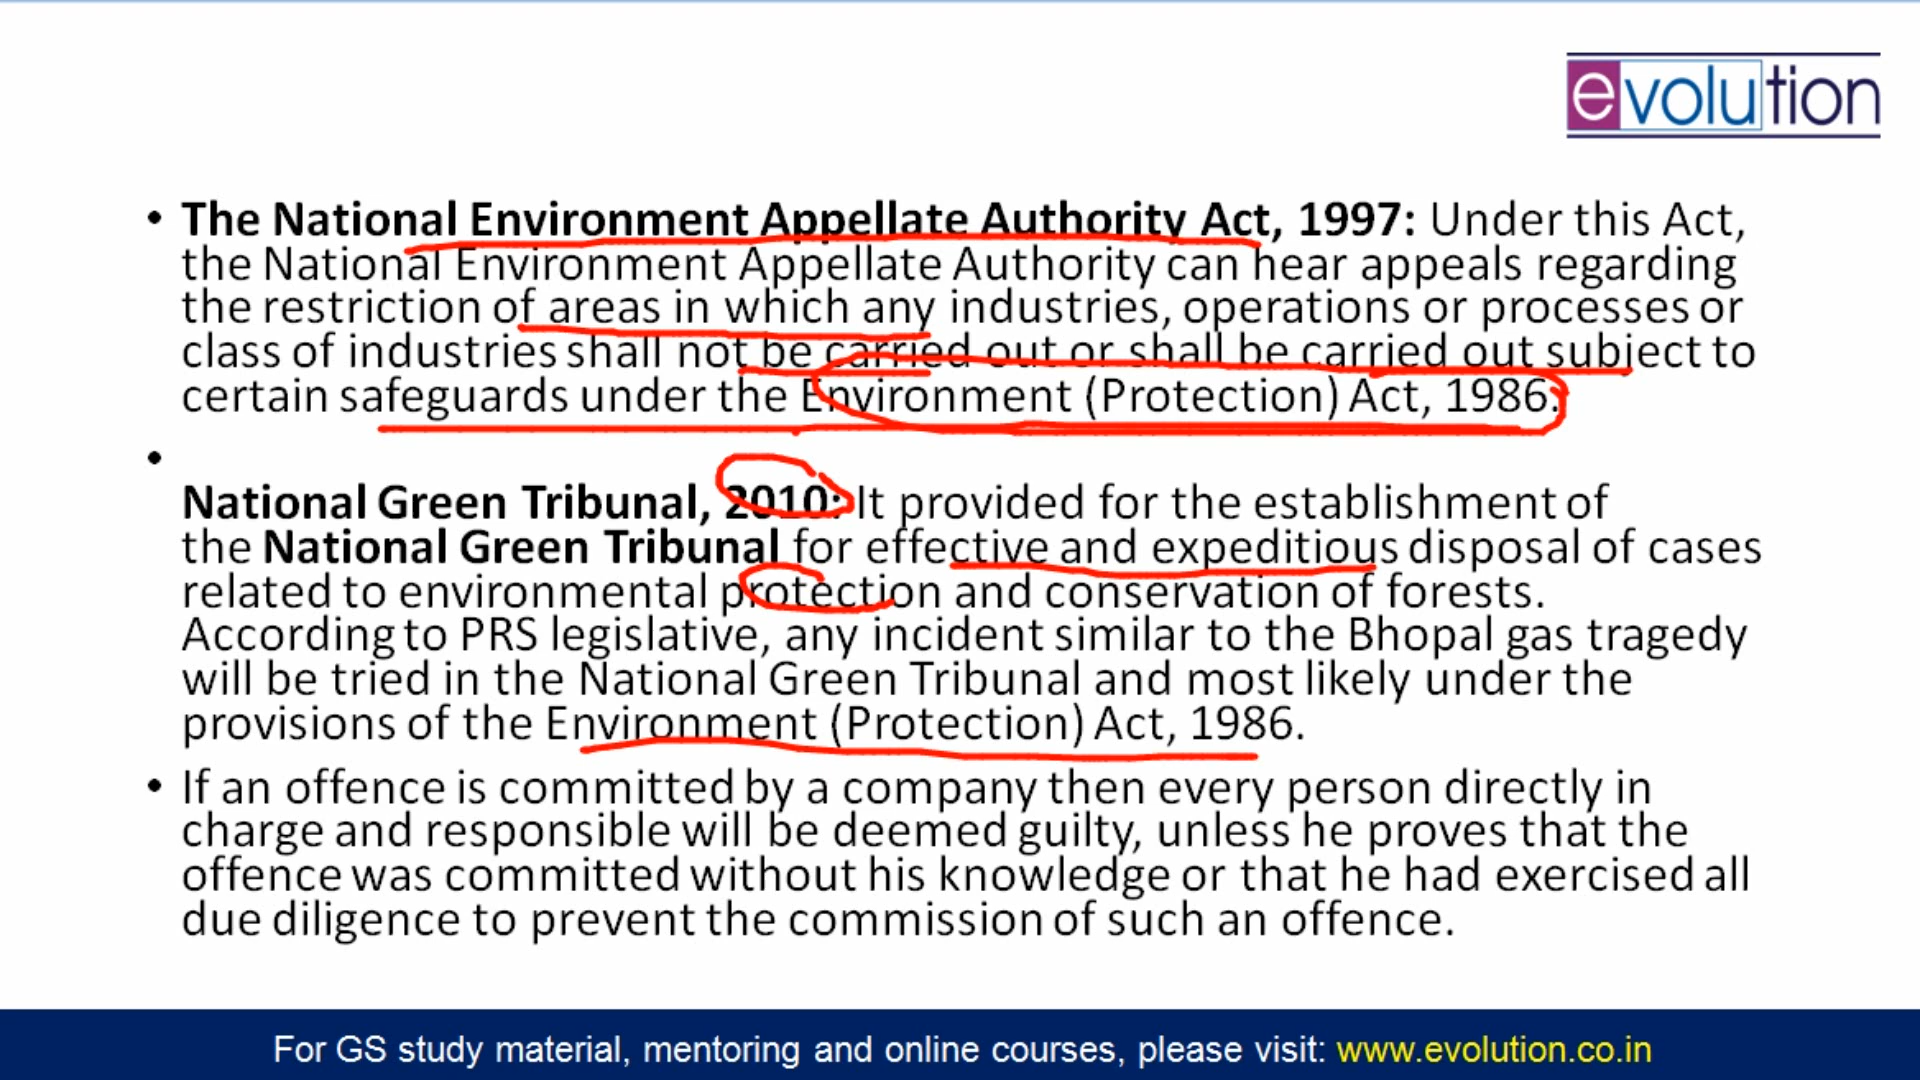 evolution
• The National Environment Appellate Authority Act, 1997: Under this Act,
the National Environment Appellate Authority can hear appeals regarding
the restriction of areas in which any industries, operations or processes or
class of industries shall not be carried out or shall be carried out subject to
certain safeguards under the Environment (Protection) Act, 1986.
•
National Green Tribunal, 2010: It provided for the establishment of
the National Green Tribunal for effective and expeditious disposal of cases
related to environmental protection and conservation of forests.
According to PRS legislative, any incident similar to the Bhopal gas tragedy
will be tried in the National Green Tribunal and most likely under the
provisions of the Environment (Protection) Act, 1986.
• If an offence is committed by a company then every person directly in
charge and responsible will be deemed guilty, unless he proves that the
offence was committed without his knowledge or that he had exercised all
due diligence to prevent the commission of such an offence.
For GS study material, mentoring and online courses, please visit: www.evolution.co.in